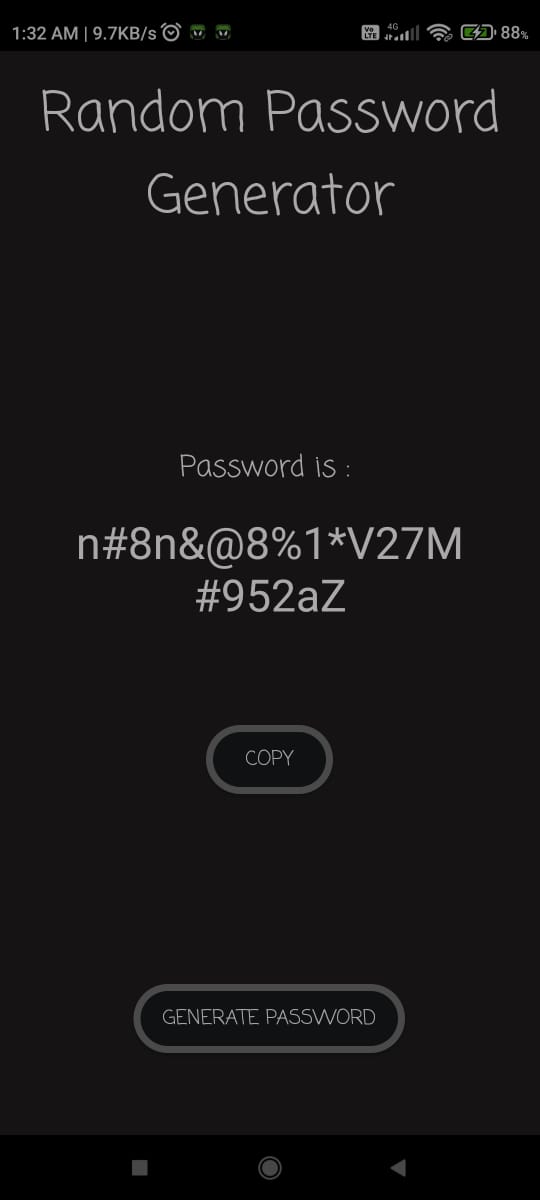 1:32 AM | 9.7KB/s Vo LTE 4G 88%
Random Password
Generator
Password is :
n#8n&@8%1*V27M
#952aZ
COPY
GENERATE PASSWORD